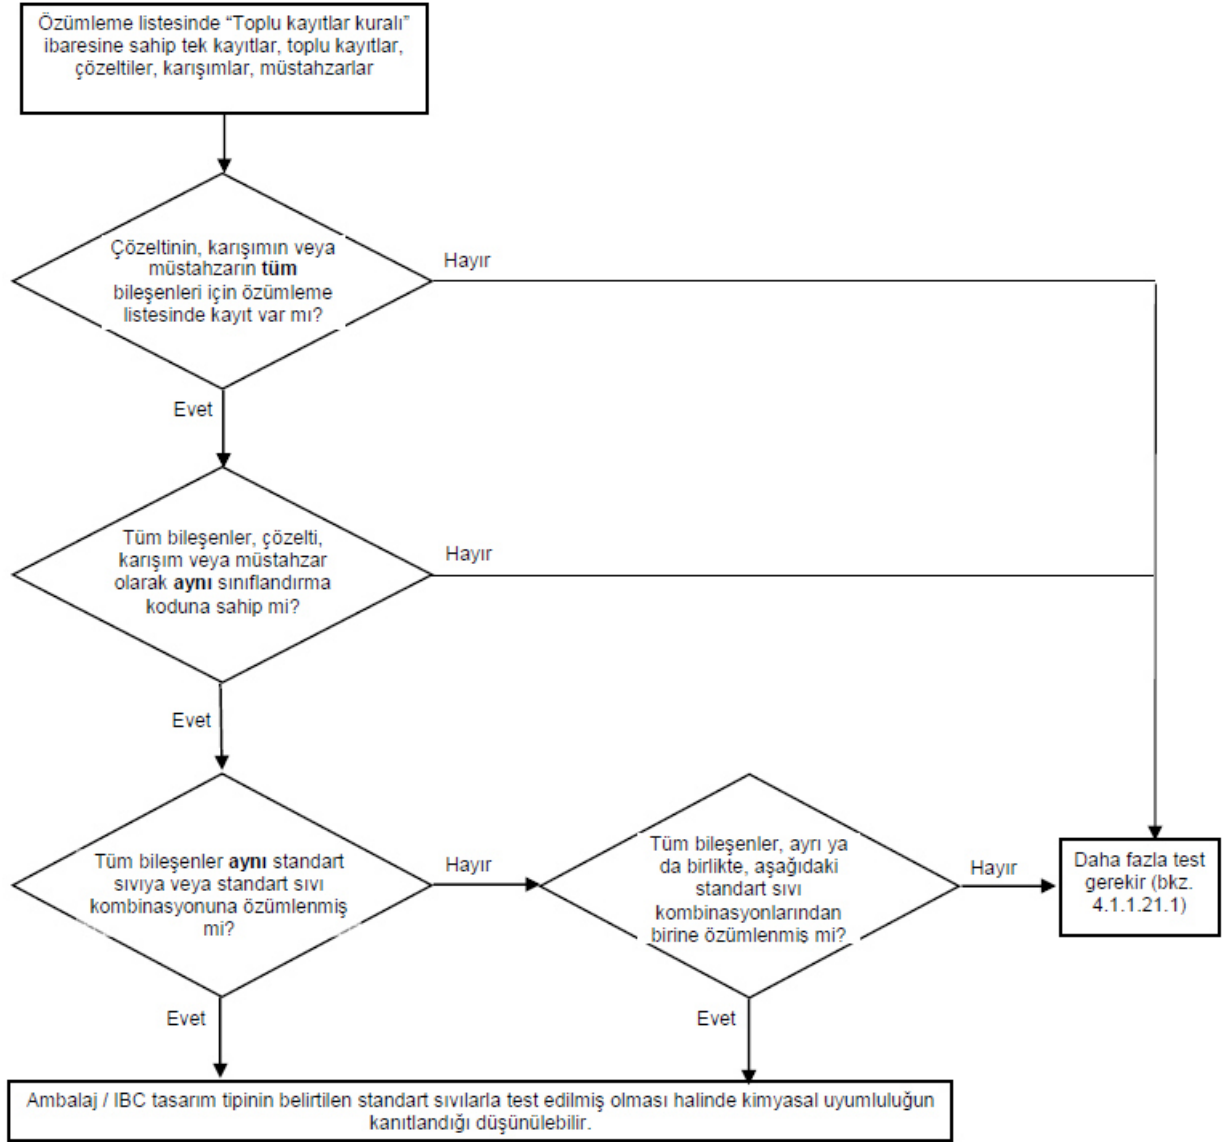 Özümleme listesinde “Toplu kayıtlar kuralı”
ibaresine sahip tek kayıtlar, toplu kayıtlar,
çözeltiler, karışımlar, müstahzarlar
Çözeltinin, karışımın veya
müstahzarın tüm
bileşenleri için özümleme
listesinde kayıt var mı?
Hayır
Evet
Tüm bileşenler, çözelti,
karışım veya müstahzar
olarak aynı sınıflandırma
koduna sahip mi?
Hayır
Evet
Tüm bileşenler aynı standart
sıvıya veya standart sıvı
kombinasyonuna özümlenmiş
mi?
Hayır
Evet
Tüm bileşenler, ayrı ya
da birlikte, aşağıdaki
standart sıvı
kombinasyonlarından
birine özümlenmiş mi?
Hayır
Evet
Daha fazla test
gerekir (bkz.
4.1.1.21.1)
Ambalaj / IBC tasarım tipinin belirtilen standart sıvılarla test edilmiş olması halinde kimyasal uyumluluğun
kanıtlandığı düşünülebilir.